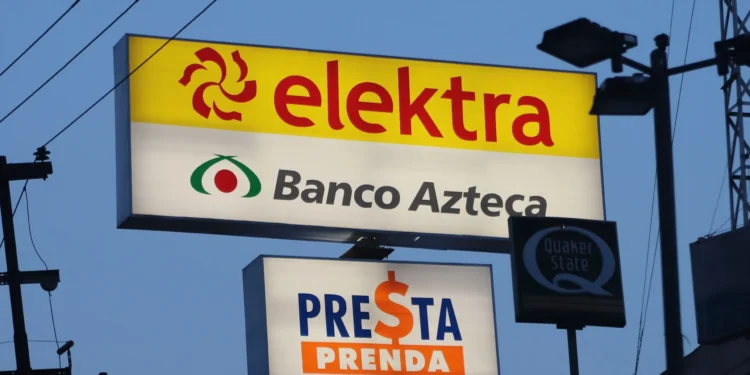 elektra
Banco Azteca
Quaker
State
PRE$TA
PRENDA